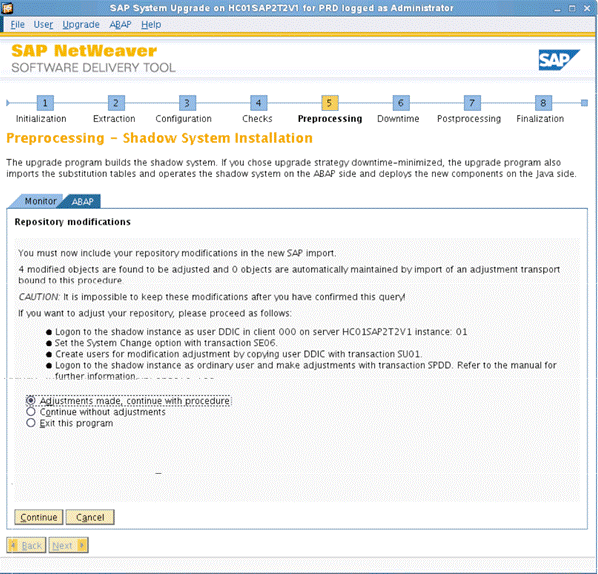 SAP System Upgrade on HC01SAP2T2V1 for PRD logged as Administrator
File User Upgrade ABAP Help
SAP NetWeaver
SOFTWARE DELIVERY TOOL
SAP
1 2 3 4 5 6 7 8
Initialization Extraction Configuration Checks Preprocessing Downtime Postprocessing Finalization
Preprocessing - Shadow System Installation
The upgrade program builds the shadow system. If you chose upgrade strategy downtime-minimized, the upgrade program also
imports the substitution tables and operates the shadow system on the ABAP side and deploys the new components on the Java side.
Monitor ABAP
Repository modifications
You must now include your repository modifications in the new SAP import.
4 modified objects are found to be adjusted and 0 objects are automatically maintained by import of an adjustment transport
bound to this procedure.
CAUTION: It is impossible to keep these modifications after you have confirmed this query!
If you want to adjust your repository, please proceed as follows:
● Logon to the shadow instance as user DDIC in client 000 on server HC01SAP2T2V1 instance: 01
● Set the System Change option with transaction SE06.
● Create users for modification adjustment by copying user DDIC with transaction SU01.
● Logon to the shadow instance as ordinary user and make adjustments with transaction SPDD. Refer to the manual for
further information.
Adjustments made, continue with procedure
Continue without adjustments
Exit this program
Continue Cancel
Back Next